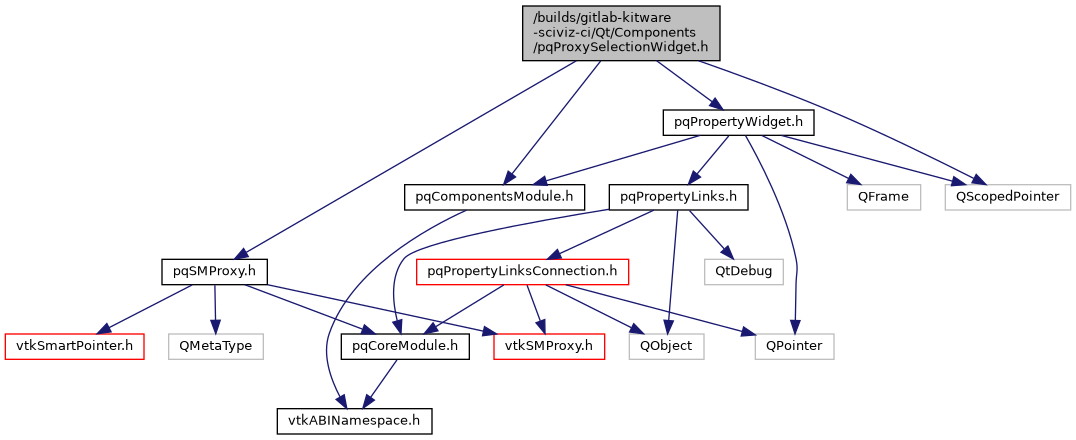 /builds/gitlab-kitware
-sciviz-ci/Qt/Components
/pqProxySelectionWidget.h
pqPropertyWidget.h
pqComponentsModule.h
pqPropertyLinks.h
QFrame
QScopedPointer
pqSMProxy.h
pqPropertyLinksConnection.h
QtDebug
vtkSmartPointer.h
QMetaType
pqCoreModule.h
vtkSMProxy.h
QObject
QPointer
vtkABINamespace.h